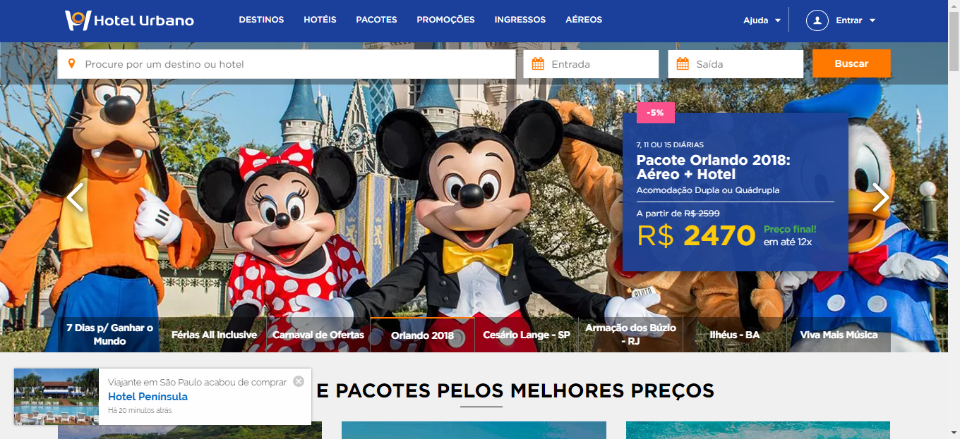 Hotel Urbano
DESTINOS HOTÉIS PACOTES PROMOÇÕES INGRESSOS AÉREOS
Ajuda Entrar
Procure por um destino ou hotel
Entrada
Saída
Buscar
-5%
7, 11 OU 15 DIÁRIAS
Pacote Orlando 2018:
Aéreo + Hotel
Acomodação Dupla ou Quádrupla
A partir de R$ 2599
R$ 2470
Preço final!
em até 12x
7 Dias p/ Ganhar o
Mundo
Férias All Inclusive
Carnaval de Ofertas
Orlando 2018
Cesário Lange - SP
Armação dos Búzio
- RJ
Ilhéus - BA
Viva Mais Música
Viajante em São Paulo acabou de comprar
Hotel Península
Há 20 minutos atrás
E PACOTES PELOS MELHORES PREÇOS